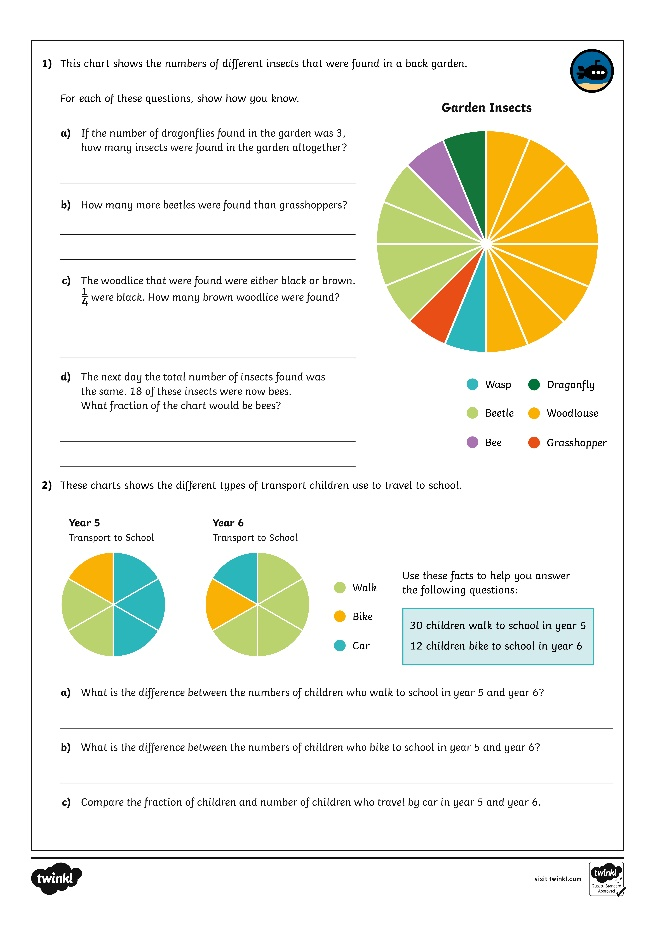 1) This chart shows the numbers of different insects that were found in a back garden.
For each of these questions, show how you know.
Garden Insects
a) If the number of dragonflies found in the garden was 3,
how many insects were found in the garden altogether?
b) How many more beetles were found than grasshoppers?
c) The woodlice that were found were either black or brown.
1/4 were black. How many brown woodlice were found?
d) The next day the total number of insects found was
the same. 18 of these insects were now bees.
What fraction of the chart would be bees?
Wasp Dragonfly
Beetle Woodlouse
Bee Grasshopper
2) These charts shows the different types of transport children use to travel to school.
Year 5
Transport to School
Year 6
Transport to School
Walk
Bike
Car
Use these facts to help you answer
the following questions:
30 children walk to school in year 5
12 children bike to school in year 6
a) What is the difference between the numbers of children who walk to school in year 5 and year 6?
b) What is the difference between the numbers of children who bike to school in year 5 and year 6?
c) Compare the fraction of children and number of children who travel by car in year 5 and year 6.
twinkl
visit twinkl.com
twinkl
Approved